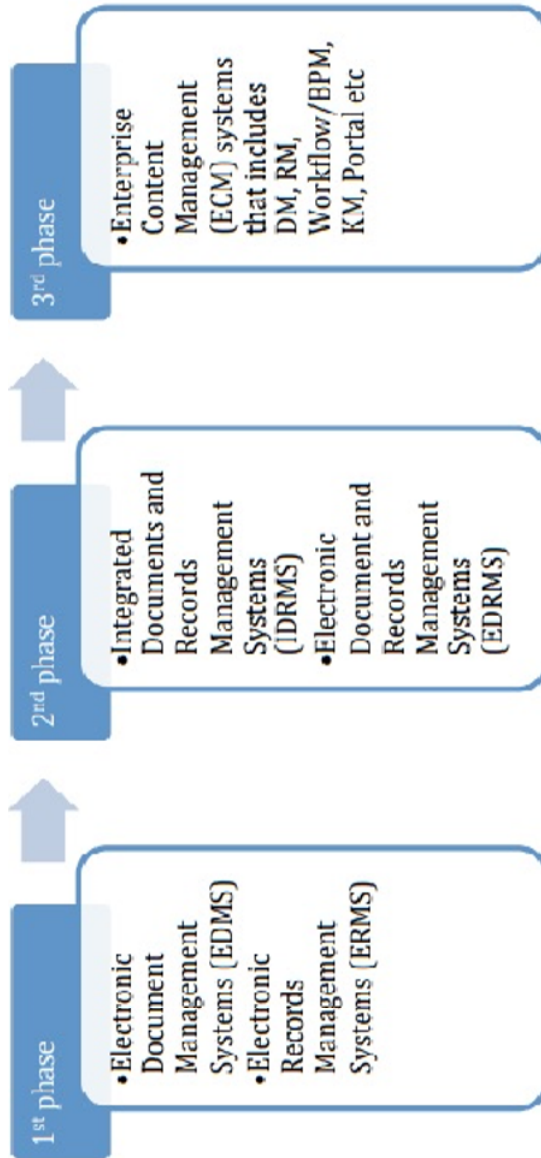 1st phase
•Electronic
Document
Management
Systems (EDMS)
•Electronic
Records
Management
Systems (ERMS)
2nd phase
•Integrated
Documents and
Records
Management
Systems
(IDRMS)
•Electronic
Document and
Records
Management
Systems
(EDRMS)
3rd phase
•Enterprise
Content
Management
(ECM) systems
that includes
DM, RM,
Workflow/BPM,
KM, Portal etc